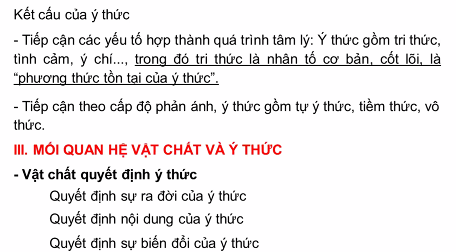 Kết cấu của ý thức
- Tiếp cận các yếu tố hợp thành quá trình tâm lý: Ý thức gồm tri thức,
tình cảm, ý chí..., trong đó tri thức là nhân tố cơ bản, cốt lõi, là
“phương thức tồn tại của ý thức”.
- Tiếp cận theo cấp độ phản ánh, ý thức gồm tự ý thức, tiềm thức, vô
thức.
III. MỐI QUAN HỆ VẬT CHẤT VÀ Ý THỨC
- Vật chất quyết định ý thức
Quyết định sự ra đời của ý thức
Quyết định nội dung của ý thức
Quyết định sự biến đổi của ý thức